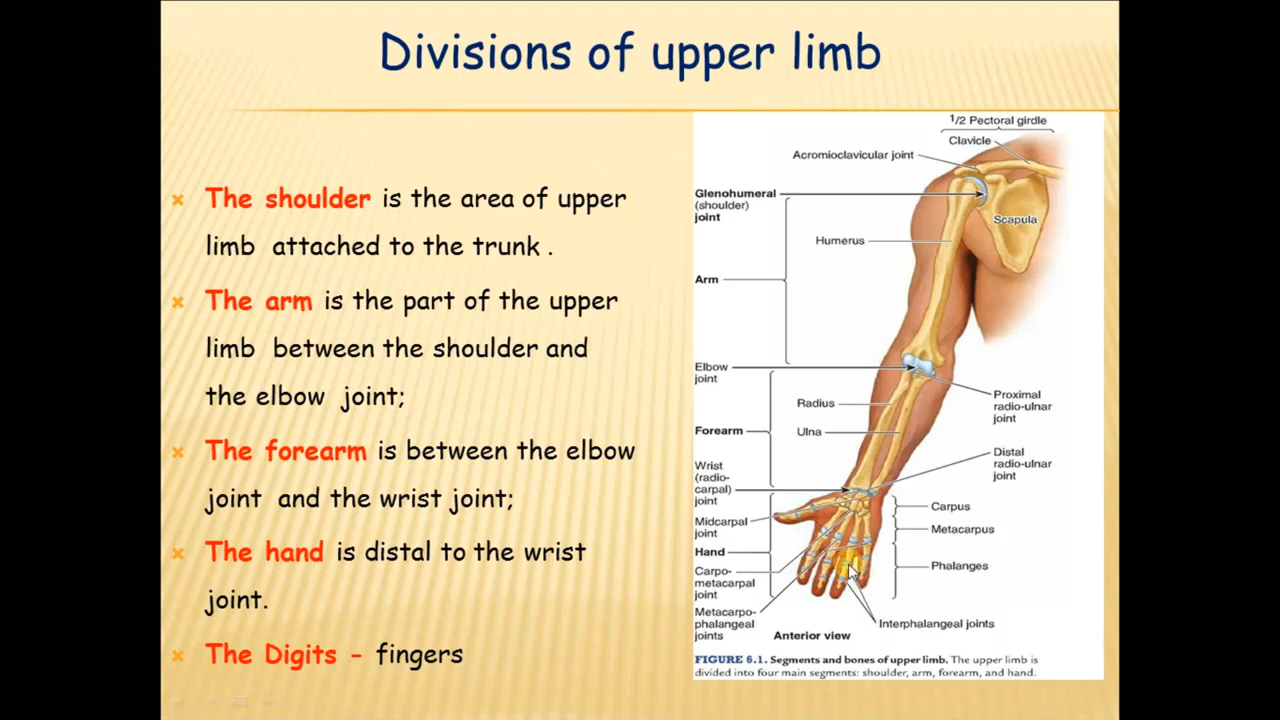 Divisions of upper limb
The shoulder is the area of upper
limb attached to the trunk .
The arm is the part of the upper
limb between the shoulder and
the elbow joint;
The forearm is between the elbow
joint and the wrist joint;
The hand is distal to the wrist
joint.
The Digits - fingers
1/2 Pectoral girdle
Clavicle
Acromioclavicular joint
Glenohumeral
(shoulder)
joint
Scapula
Humerus
Arm
Elbow
joint
Proximal
radio-ulnar
joint
Radius
Forearm
Ulna
Distal
radio-ulnar
joint
Wrist
(radio-
carpal)
joint
Carpus
Midcarpal
joint
Metacarpus
Hand
Phalanges
Carpo-
metacarpal
joint
Metacarpo-
phalangeal
joints
Interphalangeal joints
Anterior view
FIGURE 6.1. Segments and bones of upper limb. The upper limb is
divided into four main segments: shoulder, arm, forearm, and hand.